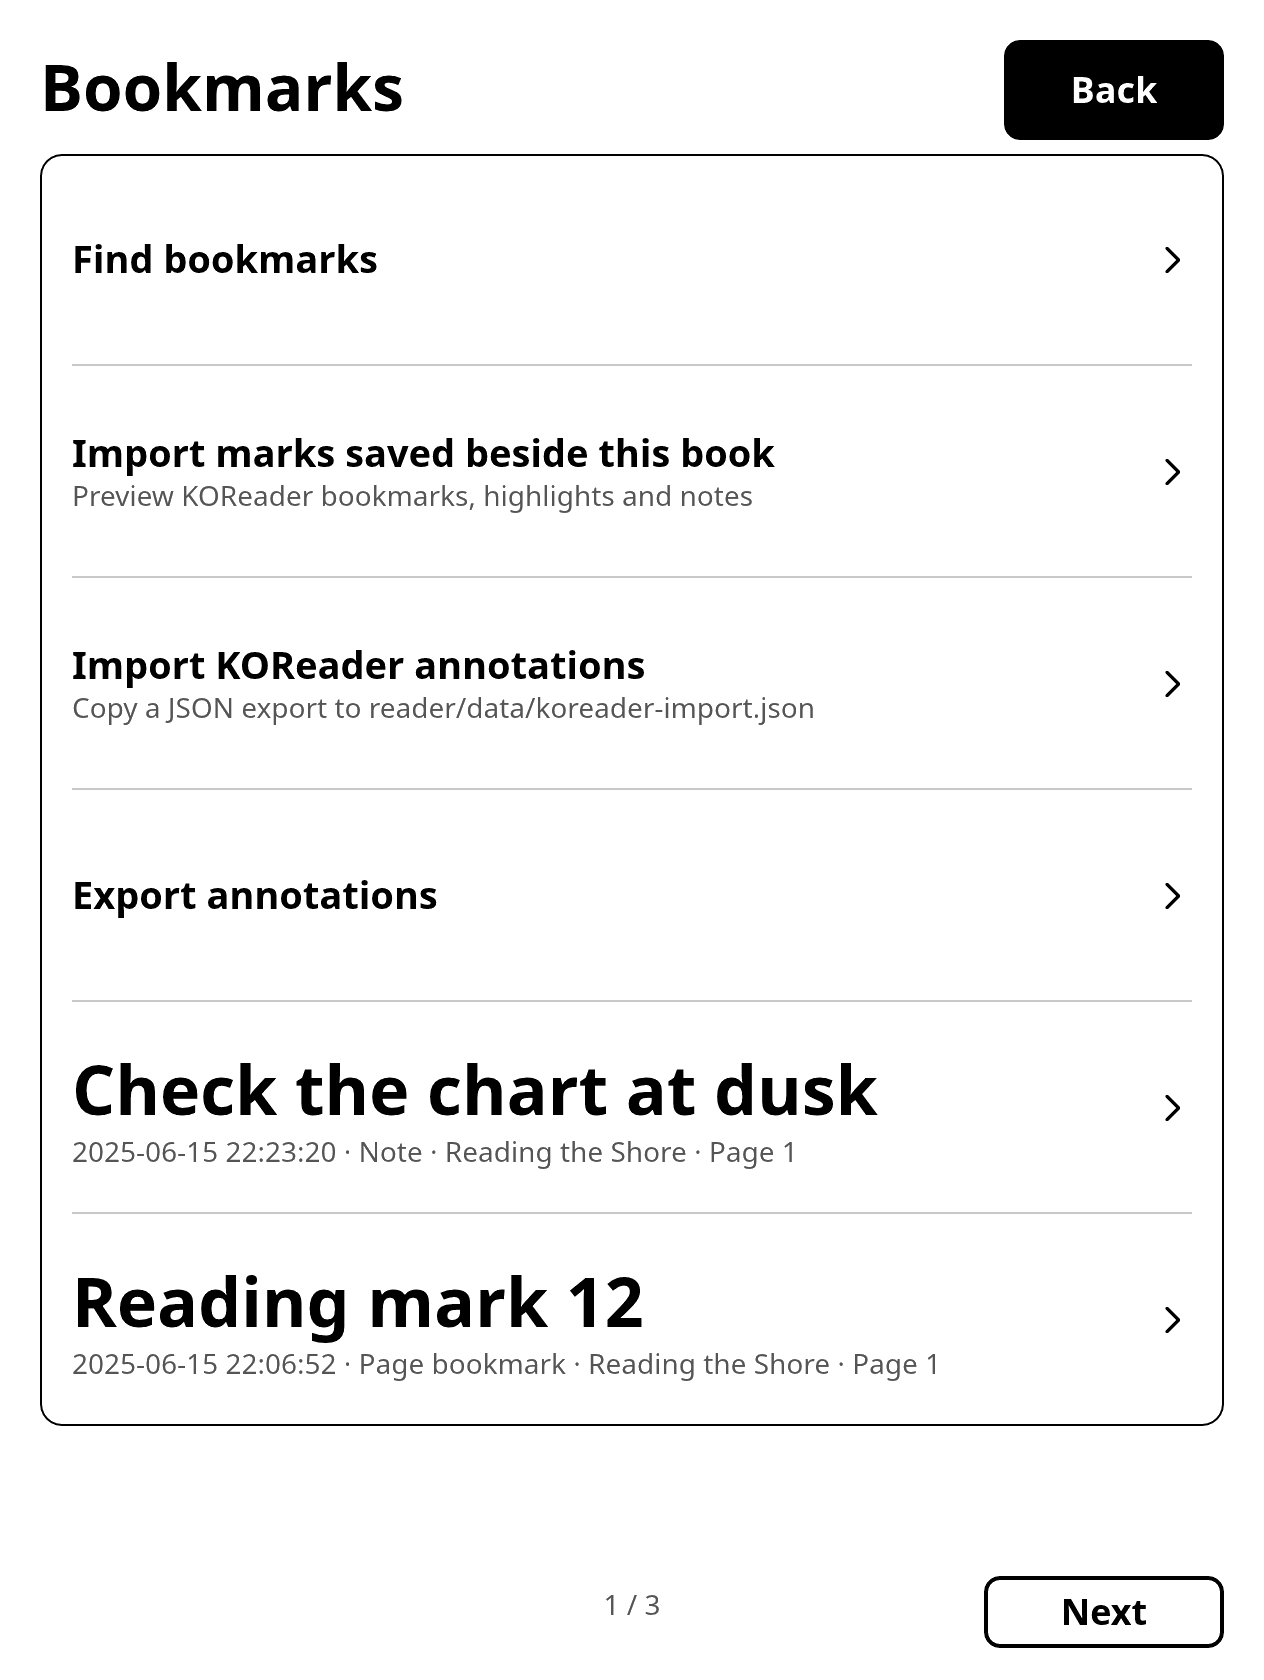 Bookmarks
Back
Find bookmarks
Import marks saved beside this book
Preview KOReader bookmarks, highlights and notes
Import KOReader annotations
Copy a JSON export to reader/data/koreader-import.json
Export annotations
Check the chart at dusk
2025-06-15 22:23:20 · Note · Reading the Shore · Page 1
Reading mark 12
2025-06-15 22:06:52 · Page bookmark · Reading the Shore · Page 1
1 / 3
Next